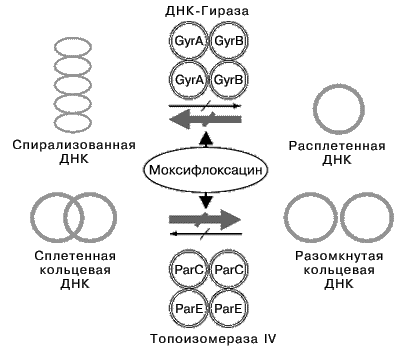 ДНК-Гираза
GyrA GyrB
GyrA GyrB
Спирализованная
ДНК
Расплетенная
ДНК
Моксифлоксацин
Сплетенная
кольцевая
ДНК
Разомкнутая
кольцевая
ДНК
ParC ParC
ParE ParE
Топоизомераза IV